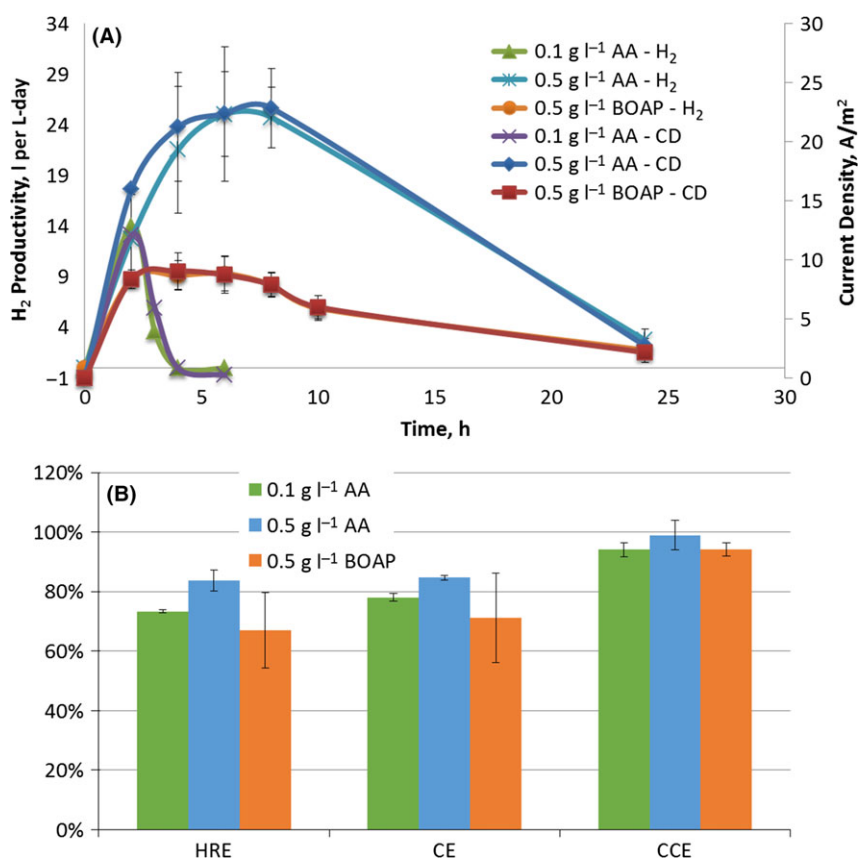 (A)
H₂ Productivity, l per L-day
34
29
24
19
14
9
4
−1
0.1 g l⁻¹ AA - H₂
0.5 g l⁻¹ AA - H₂
0.5 g l⁻¹ BOAP - H₂
0.1 g l⁻¹ AA - CD
0.5 g l⁻¹ AA - CD
0.5 g l⁻¹ BOAP - CD
30
25
20
15
10
5
0
Current Density, A/m²
0 5 10 15 20 25 30
Time, h
(B)
120%
100%
80%
60%
40%
20%
0%
0.1 g l⁻¹ AA
0.5 g l⁻¹ AA
0.5 g l⁻¹ BOAP
HRE CE CCE